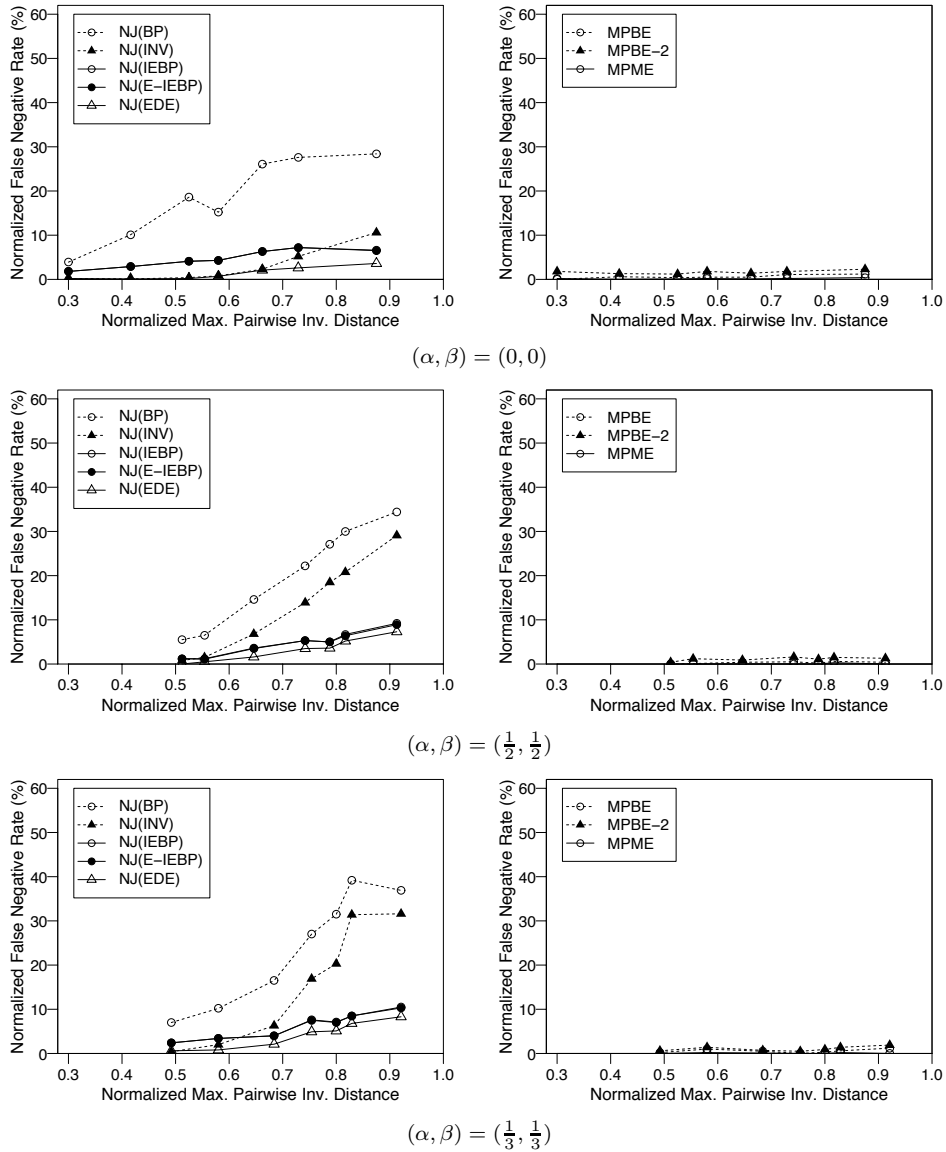 Normalized False Negative Rate (%)
60
50
40
30
20
10
0
NJ(BP)
NJ(INV)
NJ(IEBP)
NJ(E−IEBP)
NJ(EDE)
0.3 0.4 0.5 0.6 0.7 0.8 0.9 1.0
Normalized Max. Pairwise Inv. Distance
Normalized False Negative Rate (%)
60
50
40
30
20
10
0
MPBE
MPBE−2
MPME
0.3 0.4 0.5 0.6 0.7 0.8 0.9 1.0
Normalized Max. Pairwise Inv. Distance
(α, β) = (0, 0)
Normalized False Negative Rate (%)
60
50
40
30
20
10
0
NJ(BP)
NJ(INV)
NJ(IEBP)
NJ(E−IEBP)
NJ(EDE)
0.3 0.4 0.5 0.6 0.7 0.8 0.9 1.0
Normalized Max. Pairwise Inv. Distance
Normalized False Negative Rate (%)
60
50
40
30
20
10
0
MPBE
MPBE−2
MPME
0.3 0.4 0.5 0.6 0.7 0.8 0.9 1.0
Normalized Max. Pairwise Inv. Distance
(α, β) = (1/2, 1/2)
Normalized False Negative Rate (%)
60
50
40
30
20
10
0
NJ(BP)
NJ(INV)
NJ(IEBP)
NJ(E−IEBP)
NJ(EDE)
0.3 0.4 0.5 0.6 0.7 0.8 0.9 1.0
Normalized Max. Pairwise Inv. Distance
Normalized False Negative Rate (%)
60
50
40
30
20
10
0
MPBE
MPBE−2
MPME
0.3 0.4 0.5 0.6 0.7 0.8 0.9 1.0
Normalized Max. Pairwise Inv. Distance
(α, β) = (1/3, 1/3)